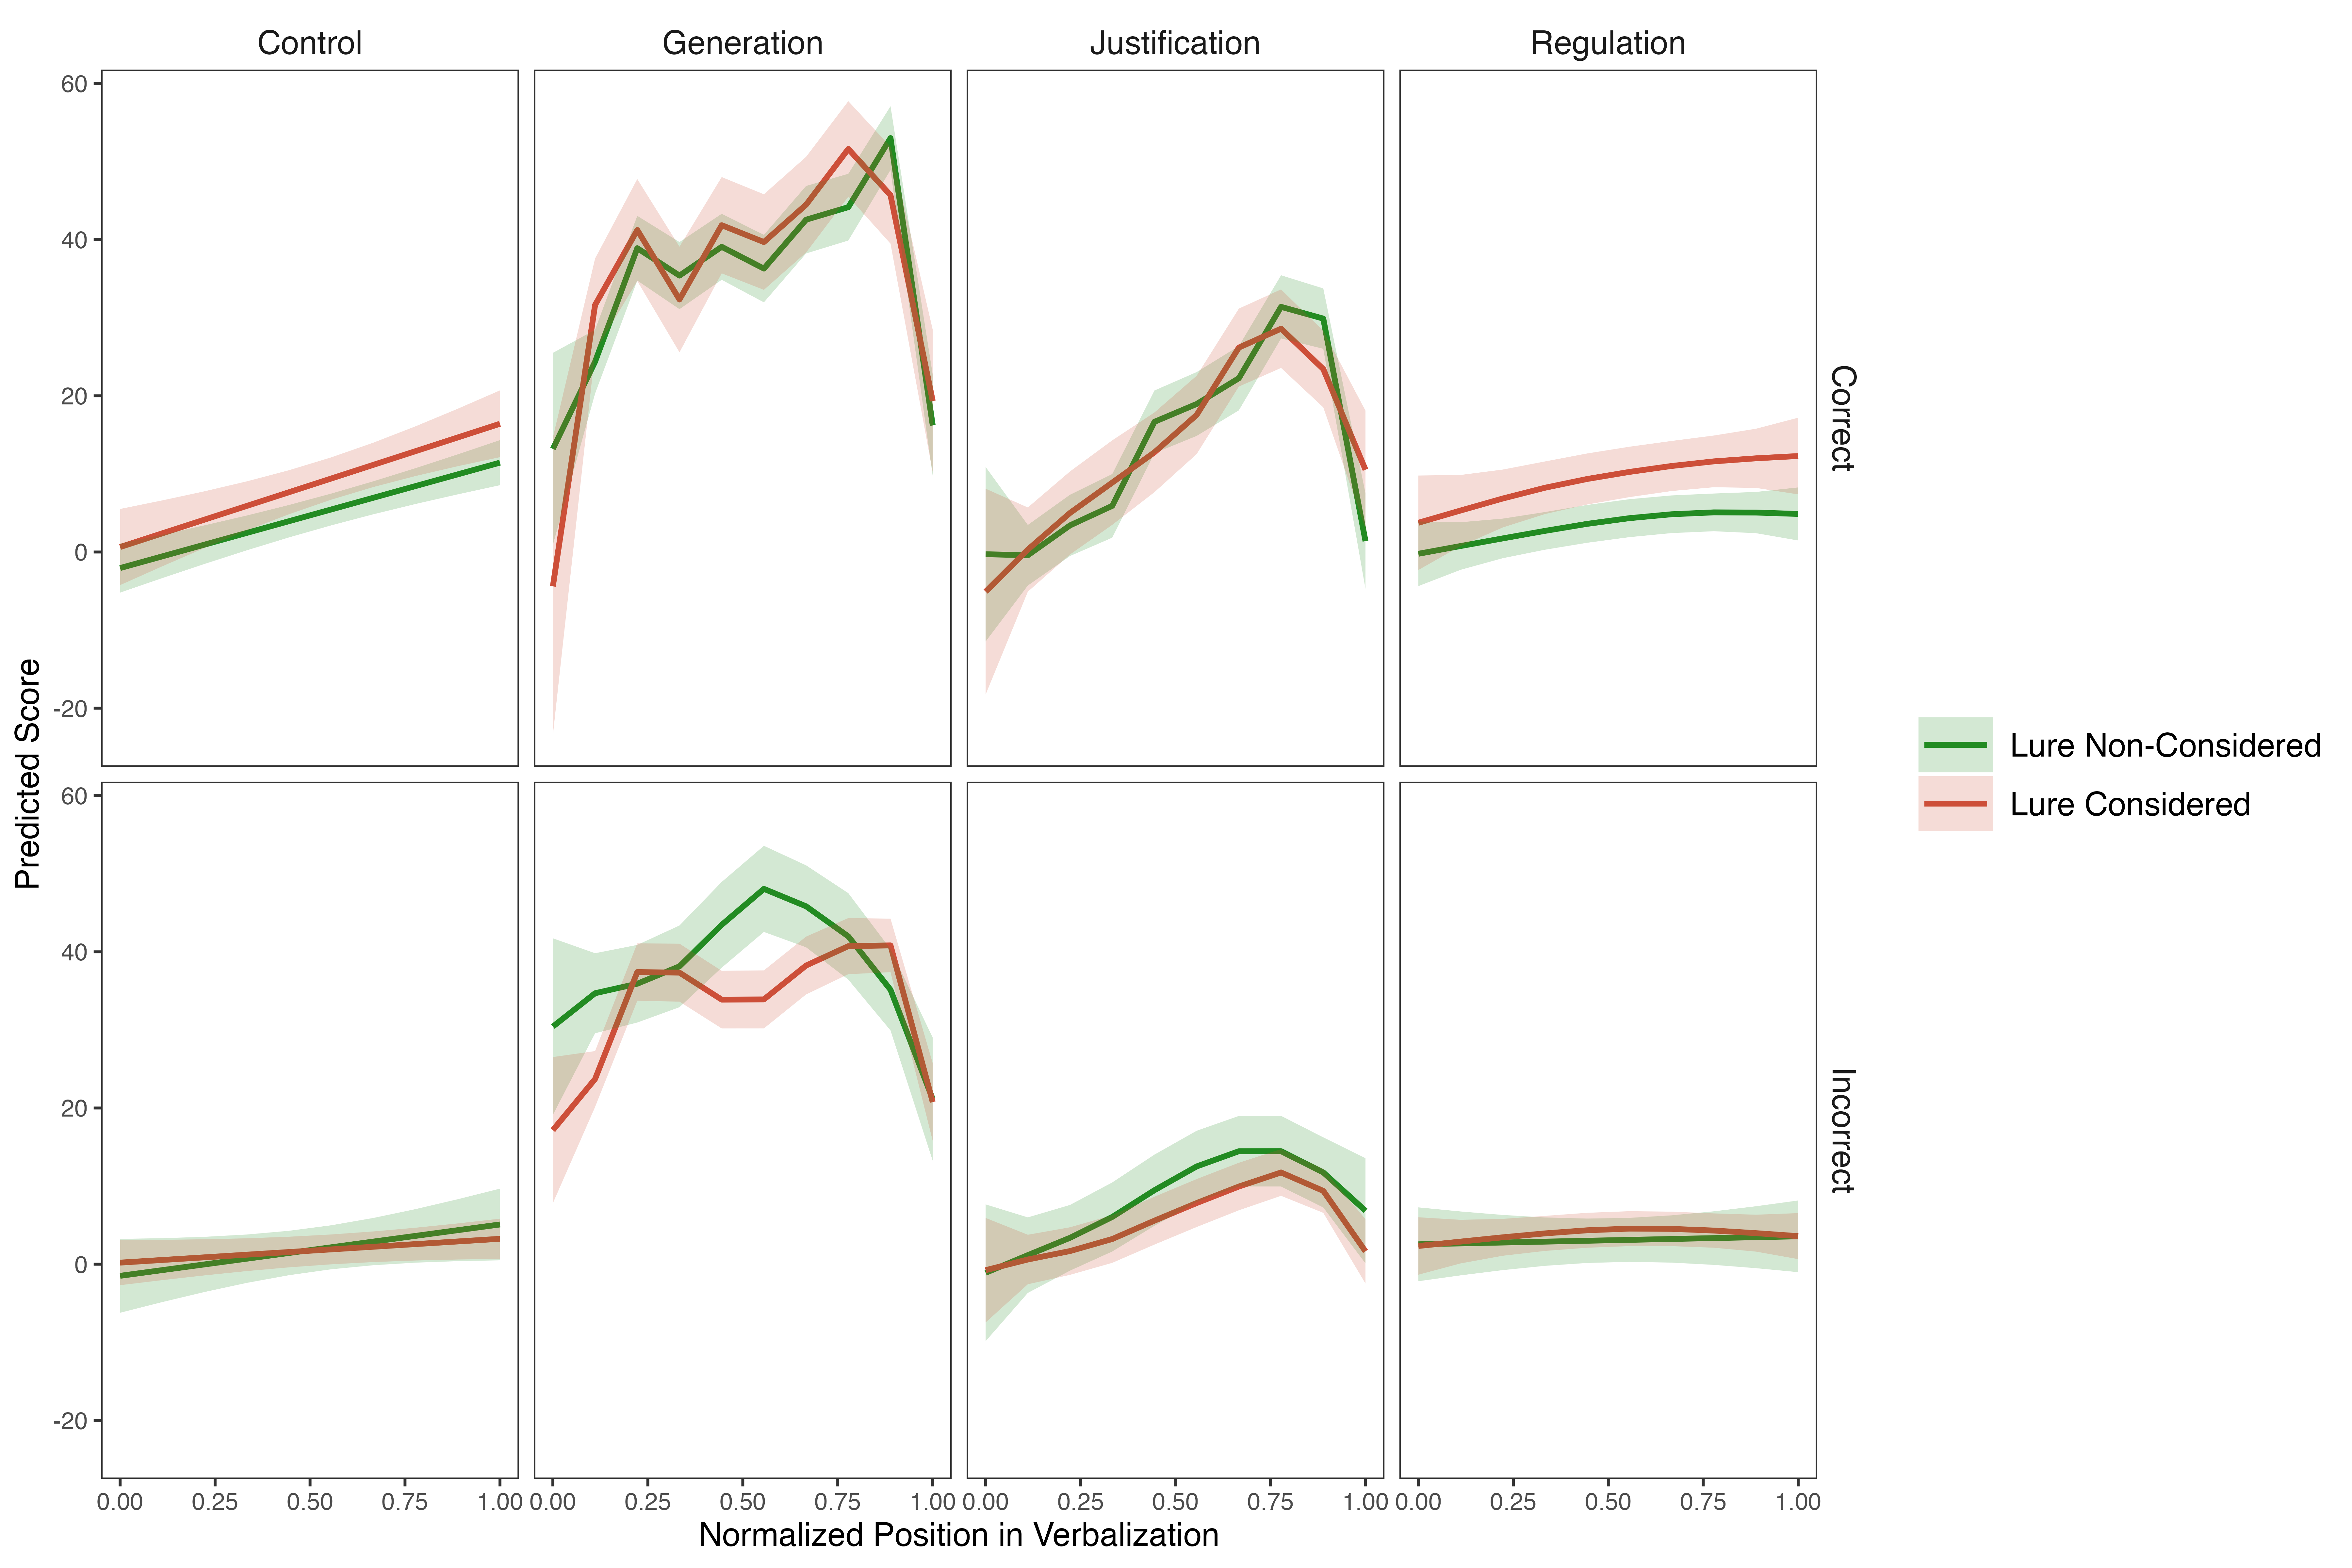 Control Generation Justification Regulation
60
40
20
0
-20
Correct
Predicted Score
Lure Non-Considered
Lure Considered
60
40
20
0
-20
Incorrect
0.00 0.25 0.50 0.75 1.00 0.00 0.25 0.50 0.75 1.00 0.00 0.25 0.50 0.75 1.00 0.00 0.25 0.50 0.75 1.00
Normalized Position in Verbalization